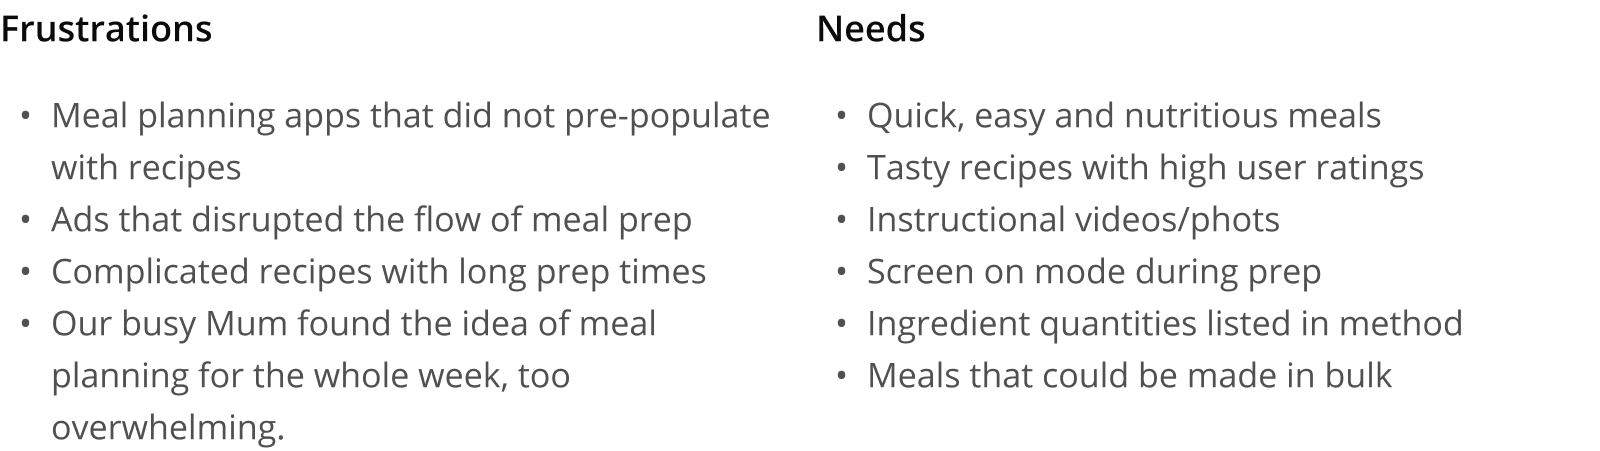 Frustrations
• Meal planning apps that did not pre-populate
with recipes
• Ads that disrupted the flow of meal prep
• Complicated recipes with long prep times
• Our busy Mum found the idea of meal
planning for the whole week, too
overwhelming.
Needs
• Quick, easy and nutritious meals
• Tasty recipes with high user ratings
• Instructional videos/phots
• Screen on mode during prep
• Ingredient quantities listed in method
• Meals that could be made in bulk